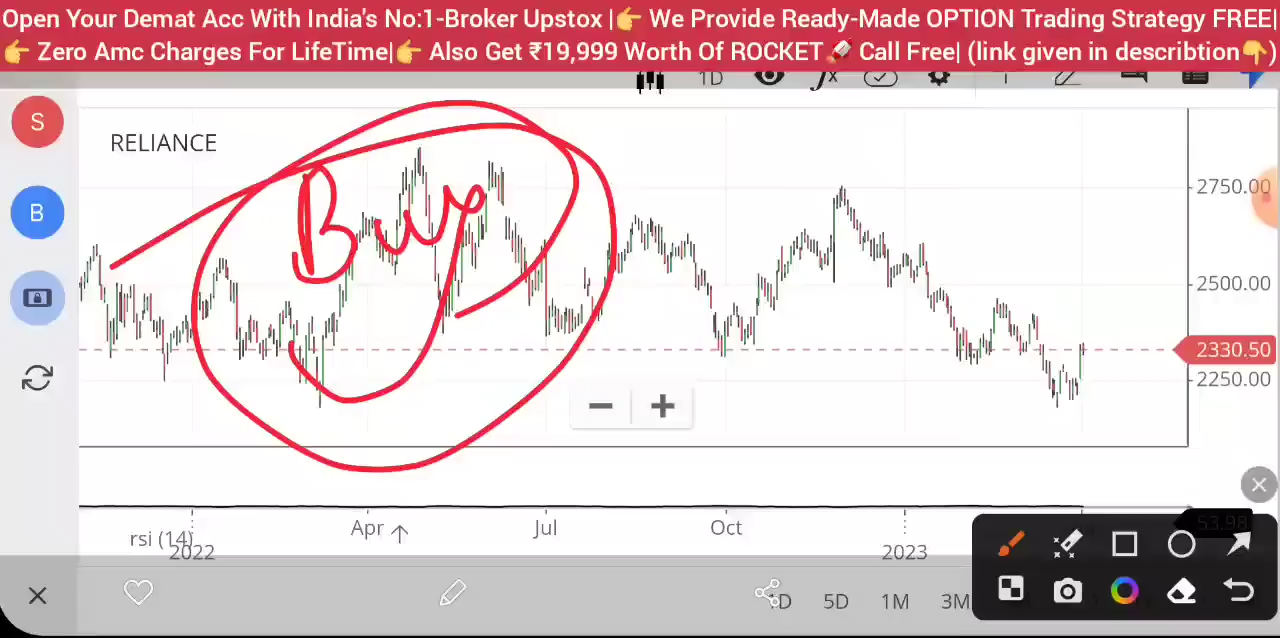 Open Your Demat Acc With India's No:1-Broker Upstox |👉 We Provide Ready-Made OPTION Trading Strategy FREE|
👉 Zero Amc Charges For LifeTime|👉 Also Get ₹19,999 Worth Of ROCKET🚀 Call Free| (link given in describtion👇)
1D
S
RELIANCE
Buy
B
2750.00
2500.00
2330.50
2250.00
Apr ↑ Jul Oct
53.98
rsi (14)
2022 2023
1D 5D 1M 3M